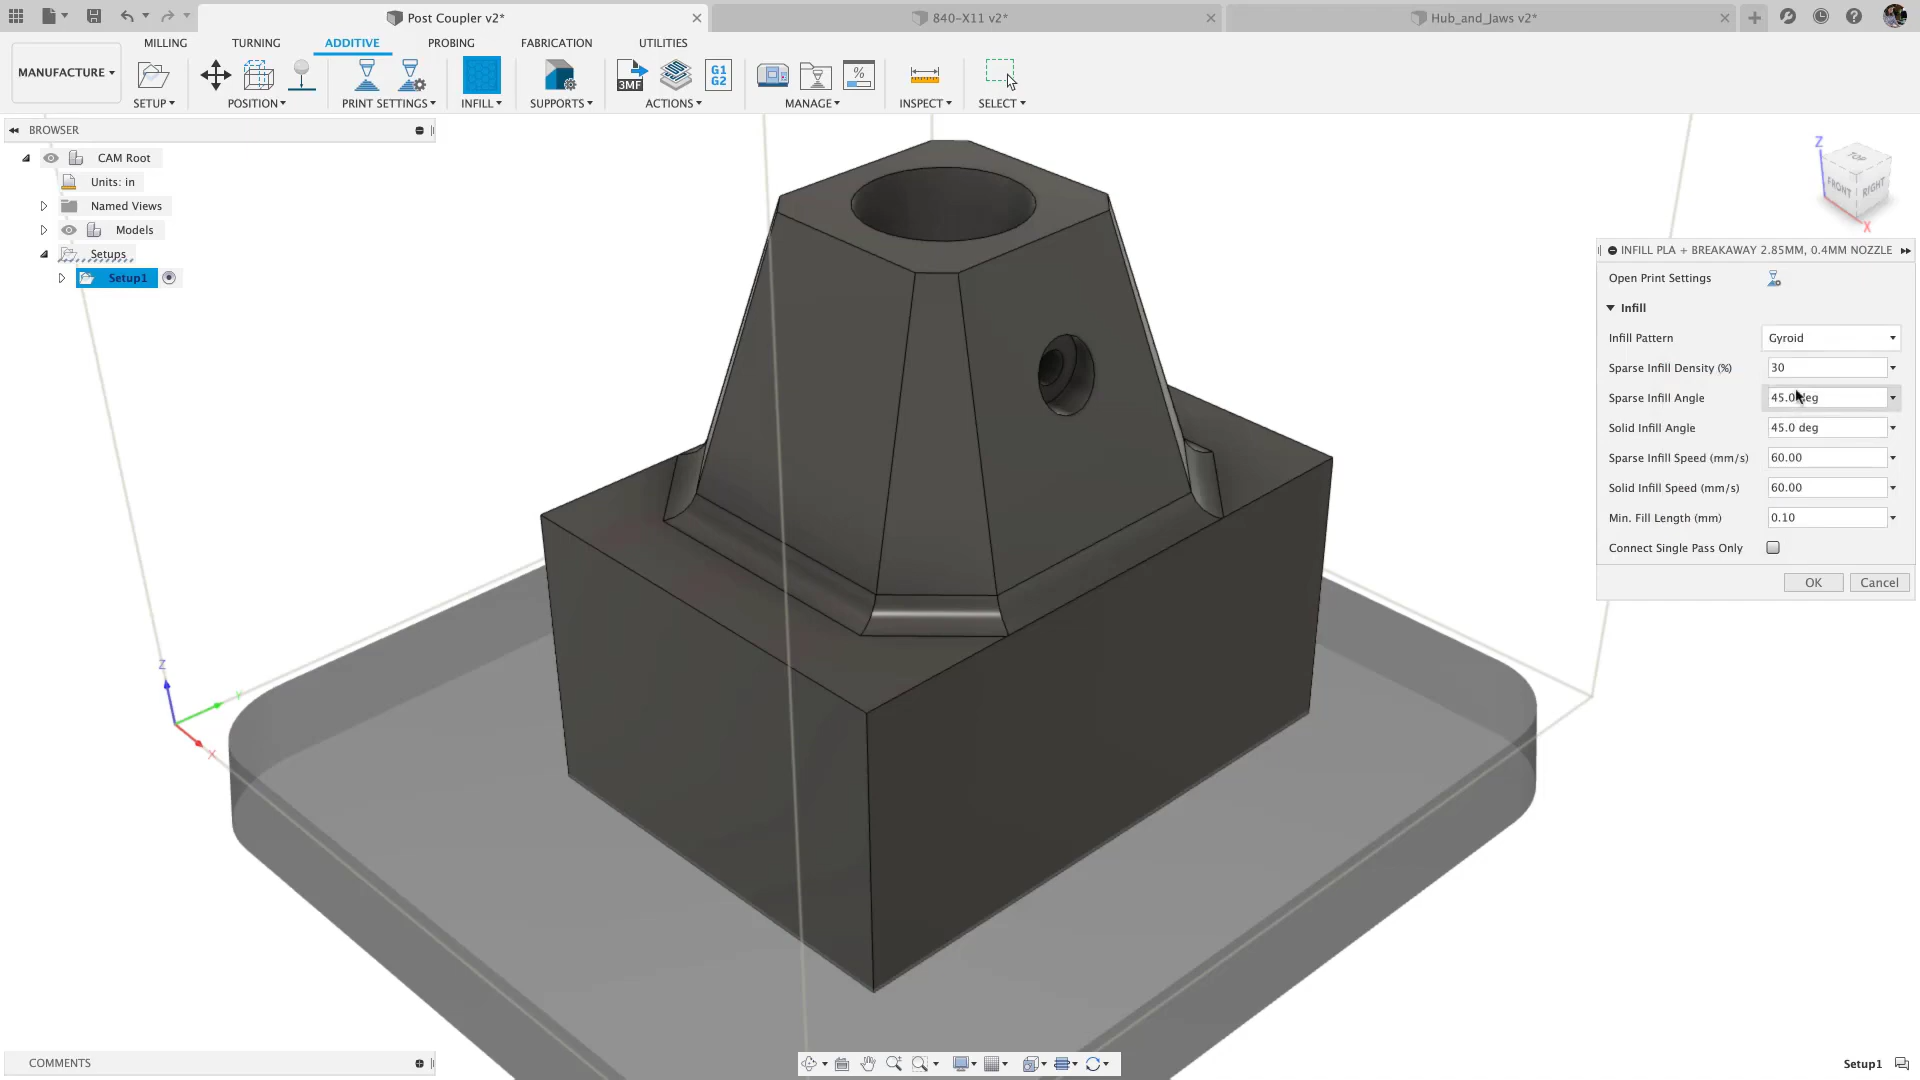 Post Coupler v2*
840-X11 v2*
Hub_and_Jaws v2*
MILLING
TURNING
ADDITIVE
PROBING
FABRICATION
UTILITIES
MANUFACTURE
3MF
G1
G2
%
SETUP
POSITION
PRINT SETTINGS
INFILL
SUPPORTS
ACTIONS
MANAGE
INSPECT
SELECT
BROWSER
CAM Root
Units: in
Named Views
Models
Setups
Setup1
Z
TOP
FRONT
RIGHT
X
INFILL PLA + BREAKAWAY 2.85MM, 0.4MM NOZZLE
Open Print Settings
Infill
Infill Pattern
Gyroid
Sparse Infill Density (%)
30
Sparse Infill Angle
45.0 deg
Solid Infill Angle
45.0 deg
Sparse Infill Speed (mm/s)
60.00
Solid Infill Speed (mm/s)
60.00
Min. Fill Length (mm)
0.10
Connect Single Pass Only
OK
Cancel
Z
Y
X
COMMENTS
Setup1